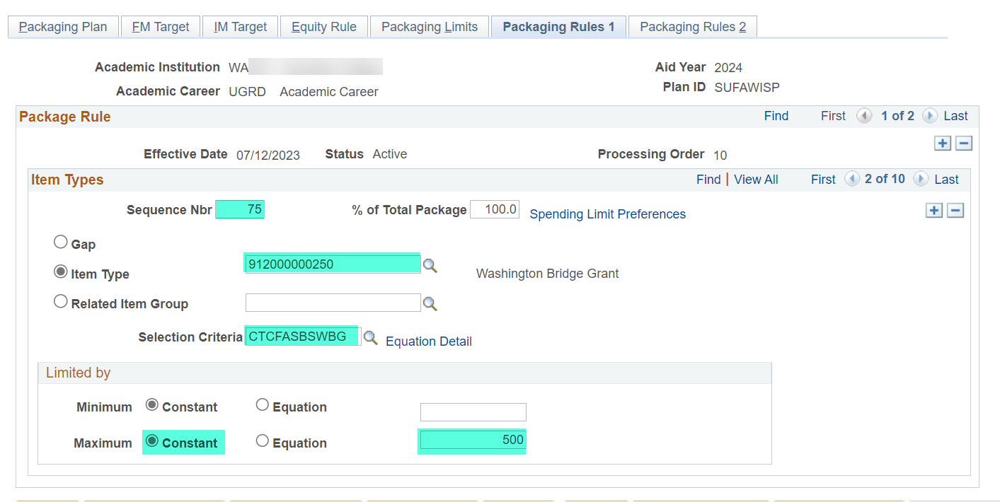 Packaging Plan FM Target IM Target Equity Rule Packaging Limits Packaging Rules 1 Packaging Rules 2
Academic Institution WA Aid Year 2024
Academic Career UGRD Academic Career Plan ID SUFAWISP
Package Rule Find First 1 of 2 Last
Effective Date 07/12/2023 Status Active Processing Order 10
Item Types Find | View All First 2 of 10 Last
Sequence Nbr 75 % of Total Package 100.0 Spending Limit Preferences
Gap
Item Type 912000000250 Washington Bridge Grant
Related Item Group
Selection Criteria CTCFASBSWBG Equation Detail
Limited by
Minimum Constant Equation
Maximum Constant Equation 500